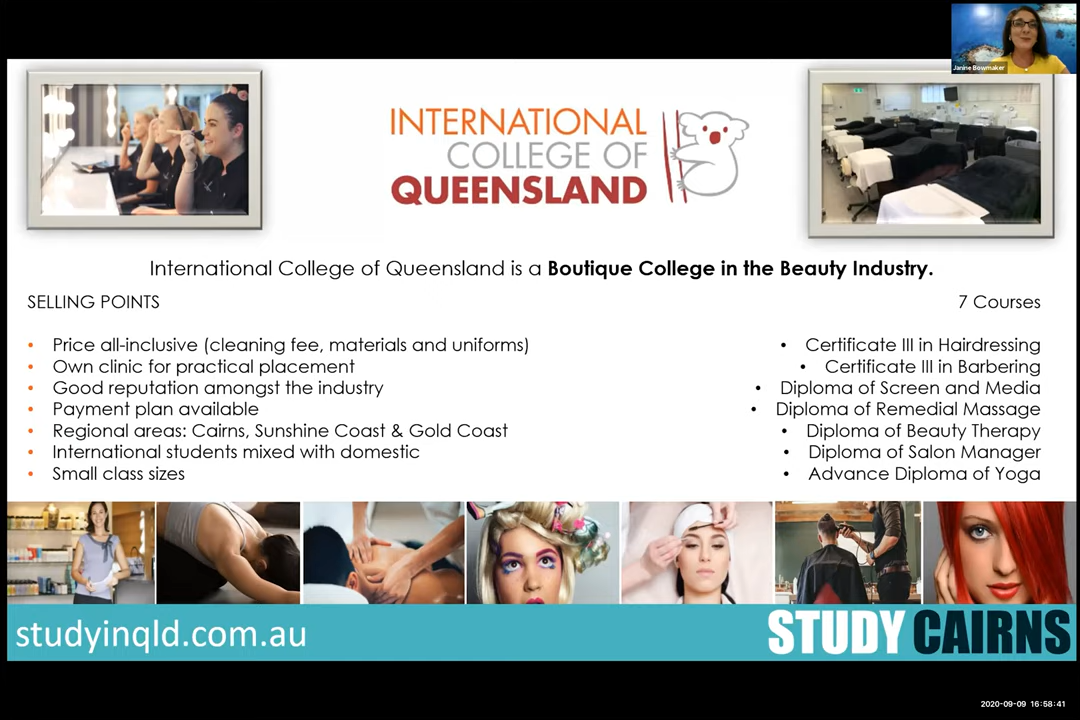 Janine Bowmaker
INTERNATIONAL
COLLEGE OF
QUEENSLAND
International College of Queensland is a Boutique College in the Beauty Industry.
SELLING POINTS
• Price all-inclusive (cleaning fee, materials and uniforms)
• Own clinic for practical placement
• Good reputation amongst the industry
• Payment plan available
• Regional areas: Cairns, Sunshine Coast & Gold Coast
• International students mixed with domestic
• Small class sizes
7 Courses
• Certificate III in Hairdressing
• Certificate III in Barbering
• Diploma of Screen and Media
• Diploma of Remedial Massage
• Diploma of Beauty Therapy
• Diploma of Salon Manager
• Advance Diploma of Yoga
studyinqld.com.au
STUDY CAIRNS
2020-09-09 16:58:41